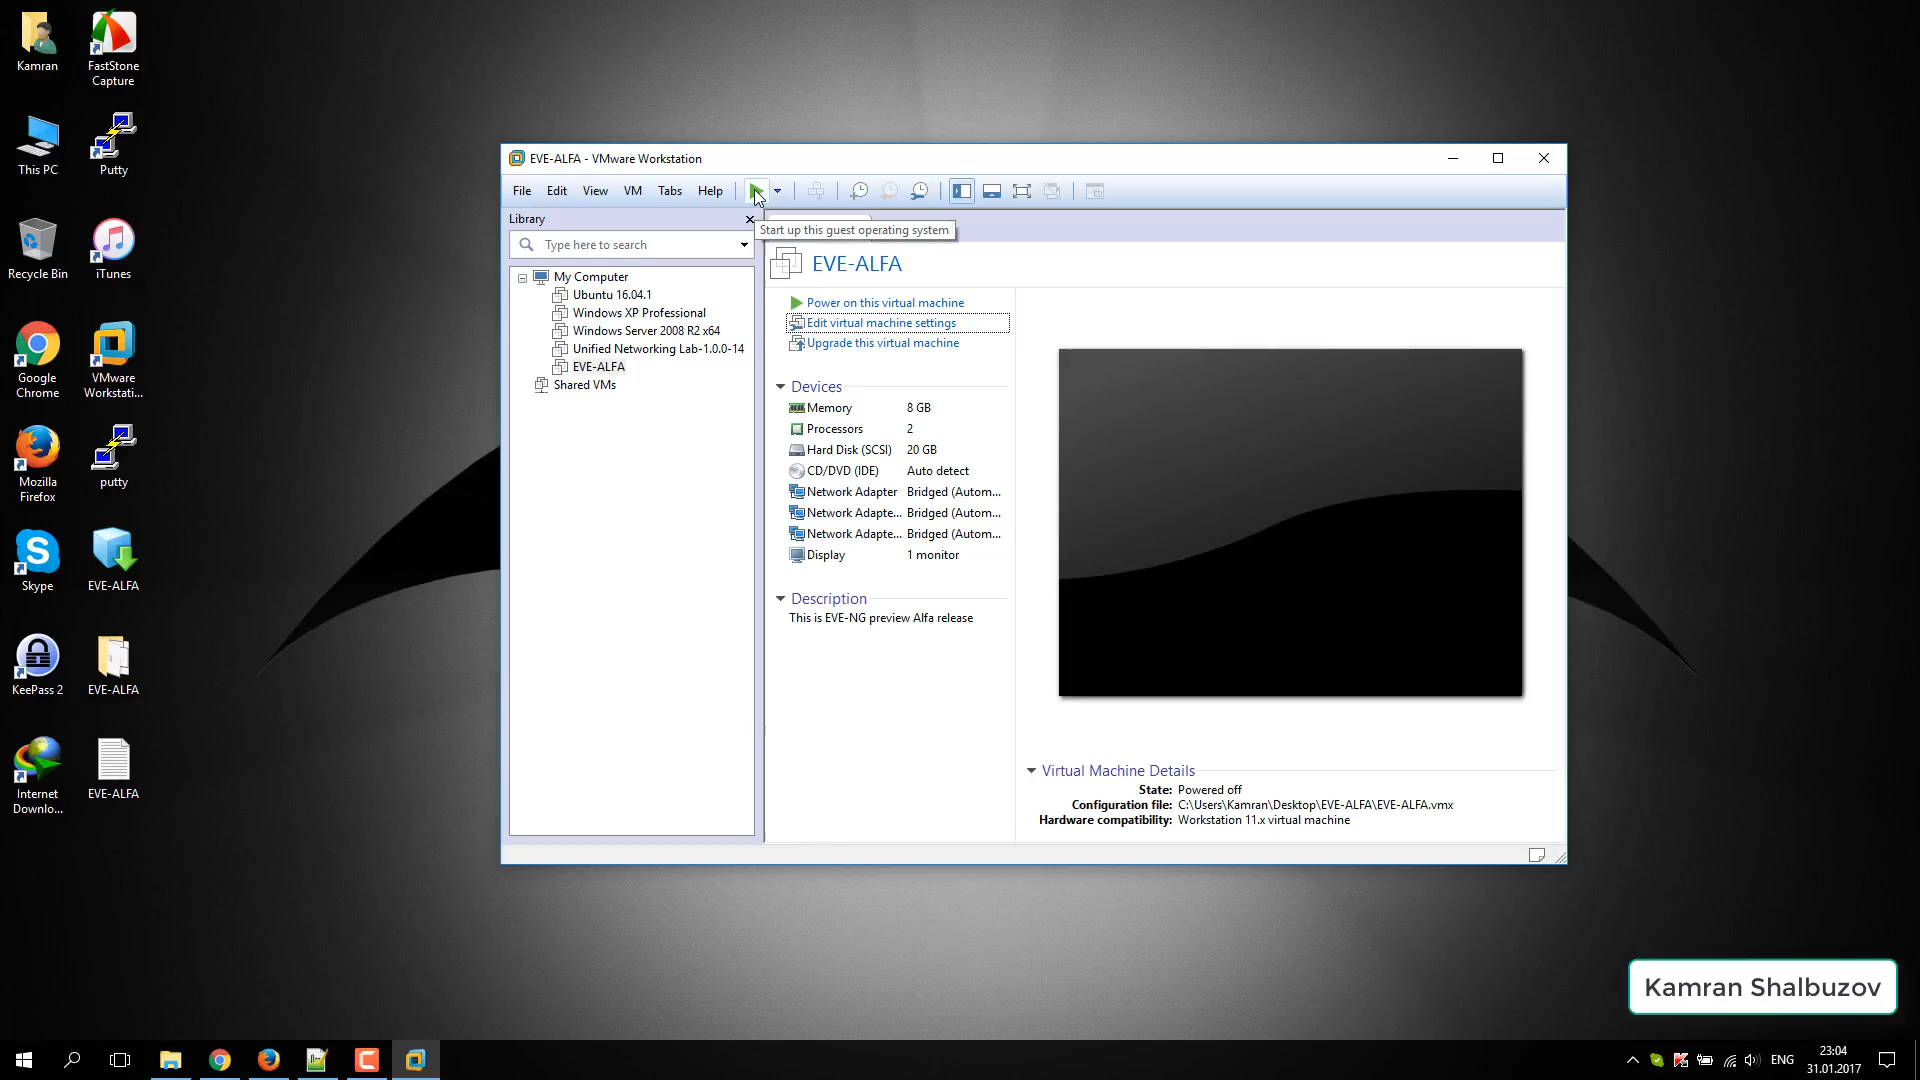 Kamran
FastStone
Capture
This PC
Putty
Recycle Bin
iTunes
Google
Chrome
VMware
Workstati...
Mozilla
Firefox
putty
Skype
EVE-ALFA
KeePass 2
EVE-ALFA
Internet
Downlo...
EVE-ALFA
EVE-ALFA - VMware Workstation
File Edit View VM Tabs Help
Library
Start up this guest operating system
Type here to search
My Computer
Ubuntu 16.04.1
Windows XP Professional
Windows Server 2008 R2 x64
Unified Networking Lab-1.0.0-14
EVE-ALFA
Shared VMs
EVE-ALFA
Power on this virtual machine
Edit virtual machine settings
Upgrade this virtual machine
Devices
Memory 8 GB
Processors 2
Hard Disk (SCSI) 20 GB
CD/DVD (IDE) Auto detect
Network Adapter Bridged (Autom...
Network Adapte... Bridged (Autom...
Network Adapte... Bridged (Autom...
Display 1 monitor
Description
This is EVE-NG preview Alfa release
Virtual Machine Details
State: Powered off
Configuration file: C:\Users\Kamran\Desktop\EVE-ALFA\EVE-ALFA.vmx
Hardware compatibility: Workstation 11.x virtual machine
Kamran Shalbuzov
ENG
23:04
31.01.2017